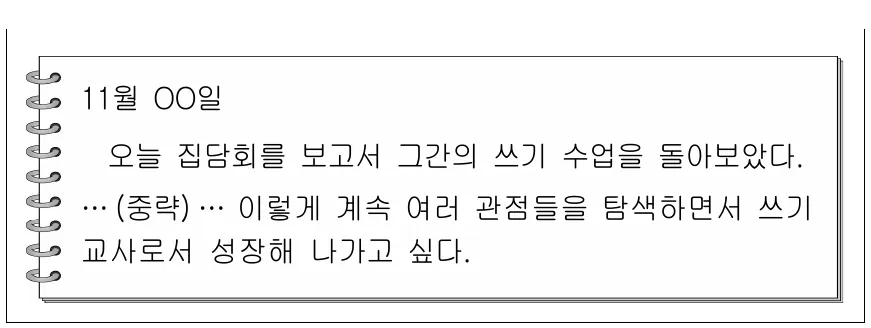 11월 OO일
오늘 집담회를 보고서 그간의 쓰기 수업을 돌아보았다.
… (중략) … 이렇게 계속 여러 관점들을 탐색하면서 쓰기
교사로서 성장해 나가고 싶다.